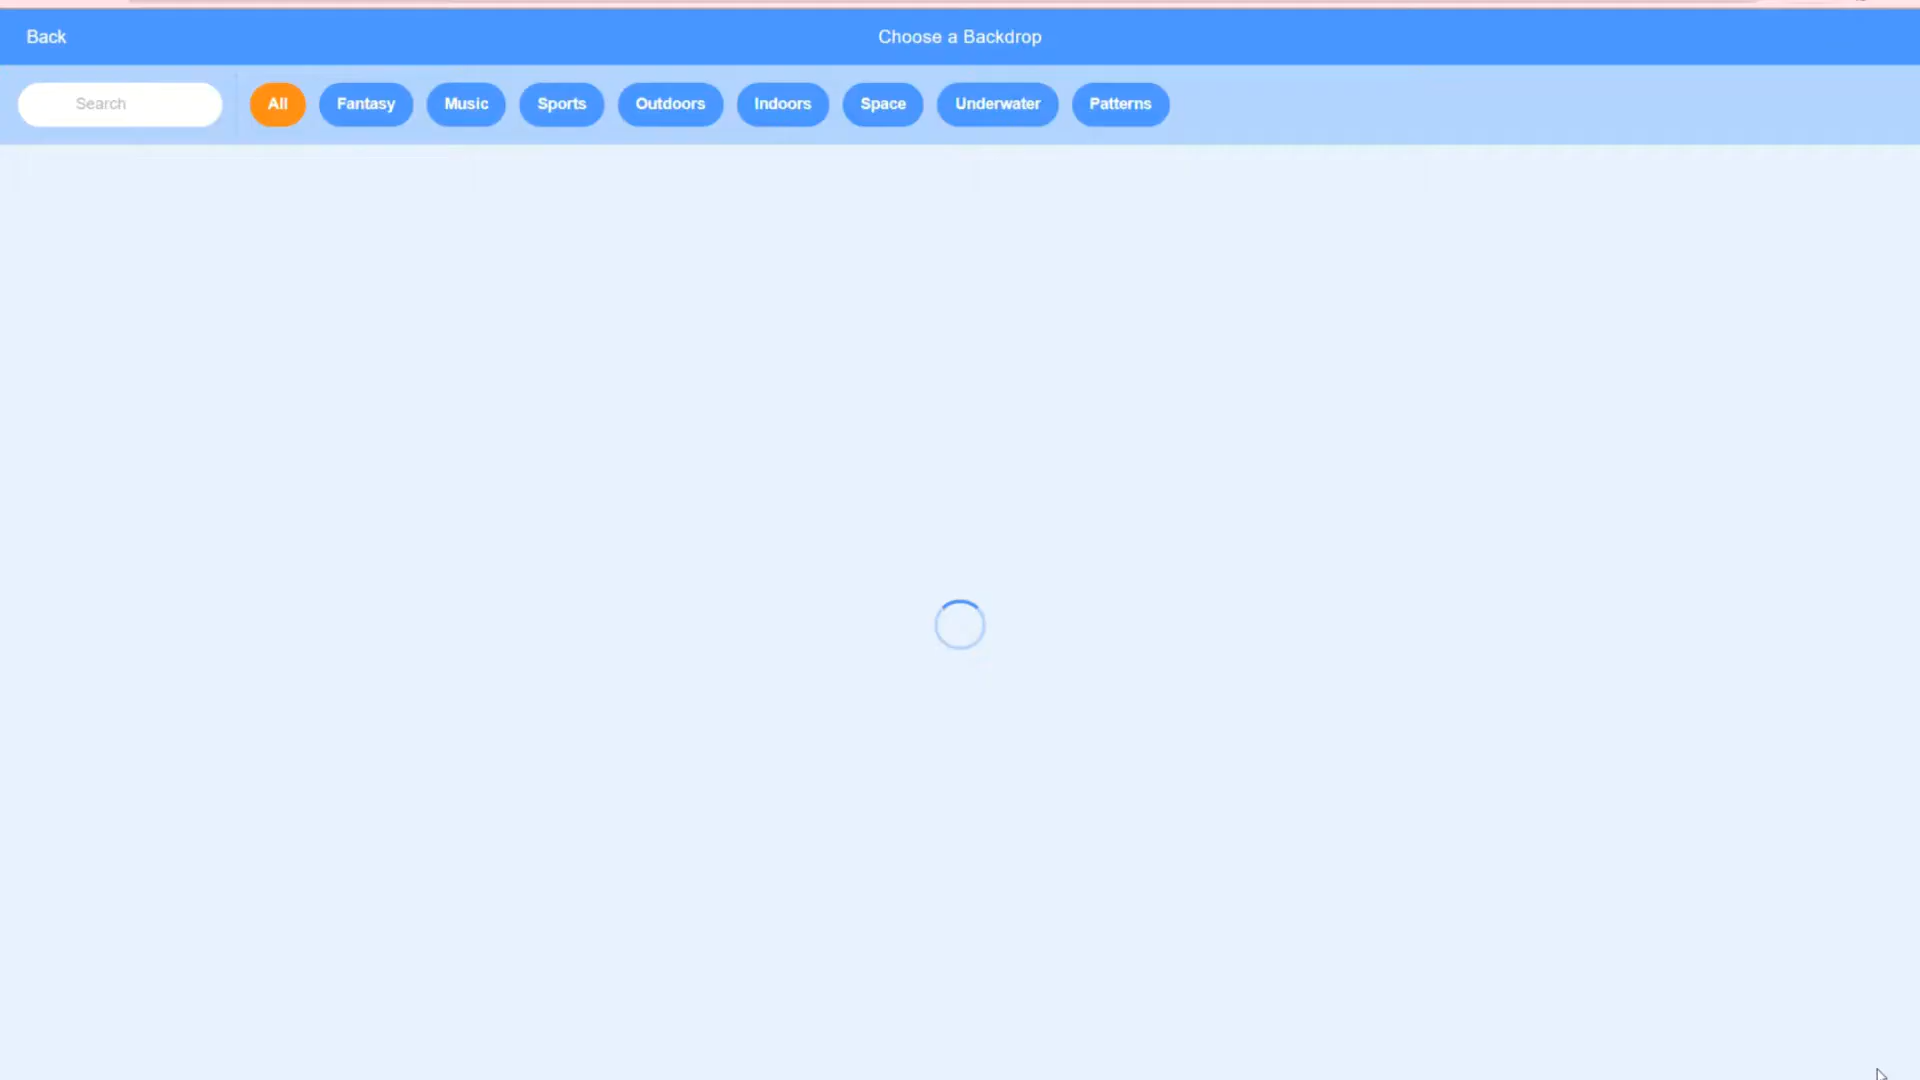 Back
Choose a Backdrop
Search
All
Fantasy
Music
Sports
Outdoors
Indoors
Space
Underwater
Patterns